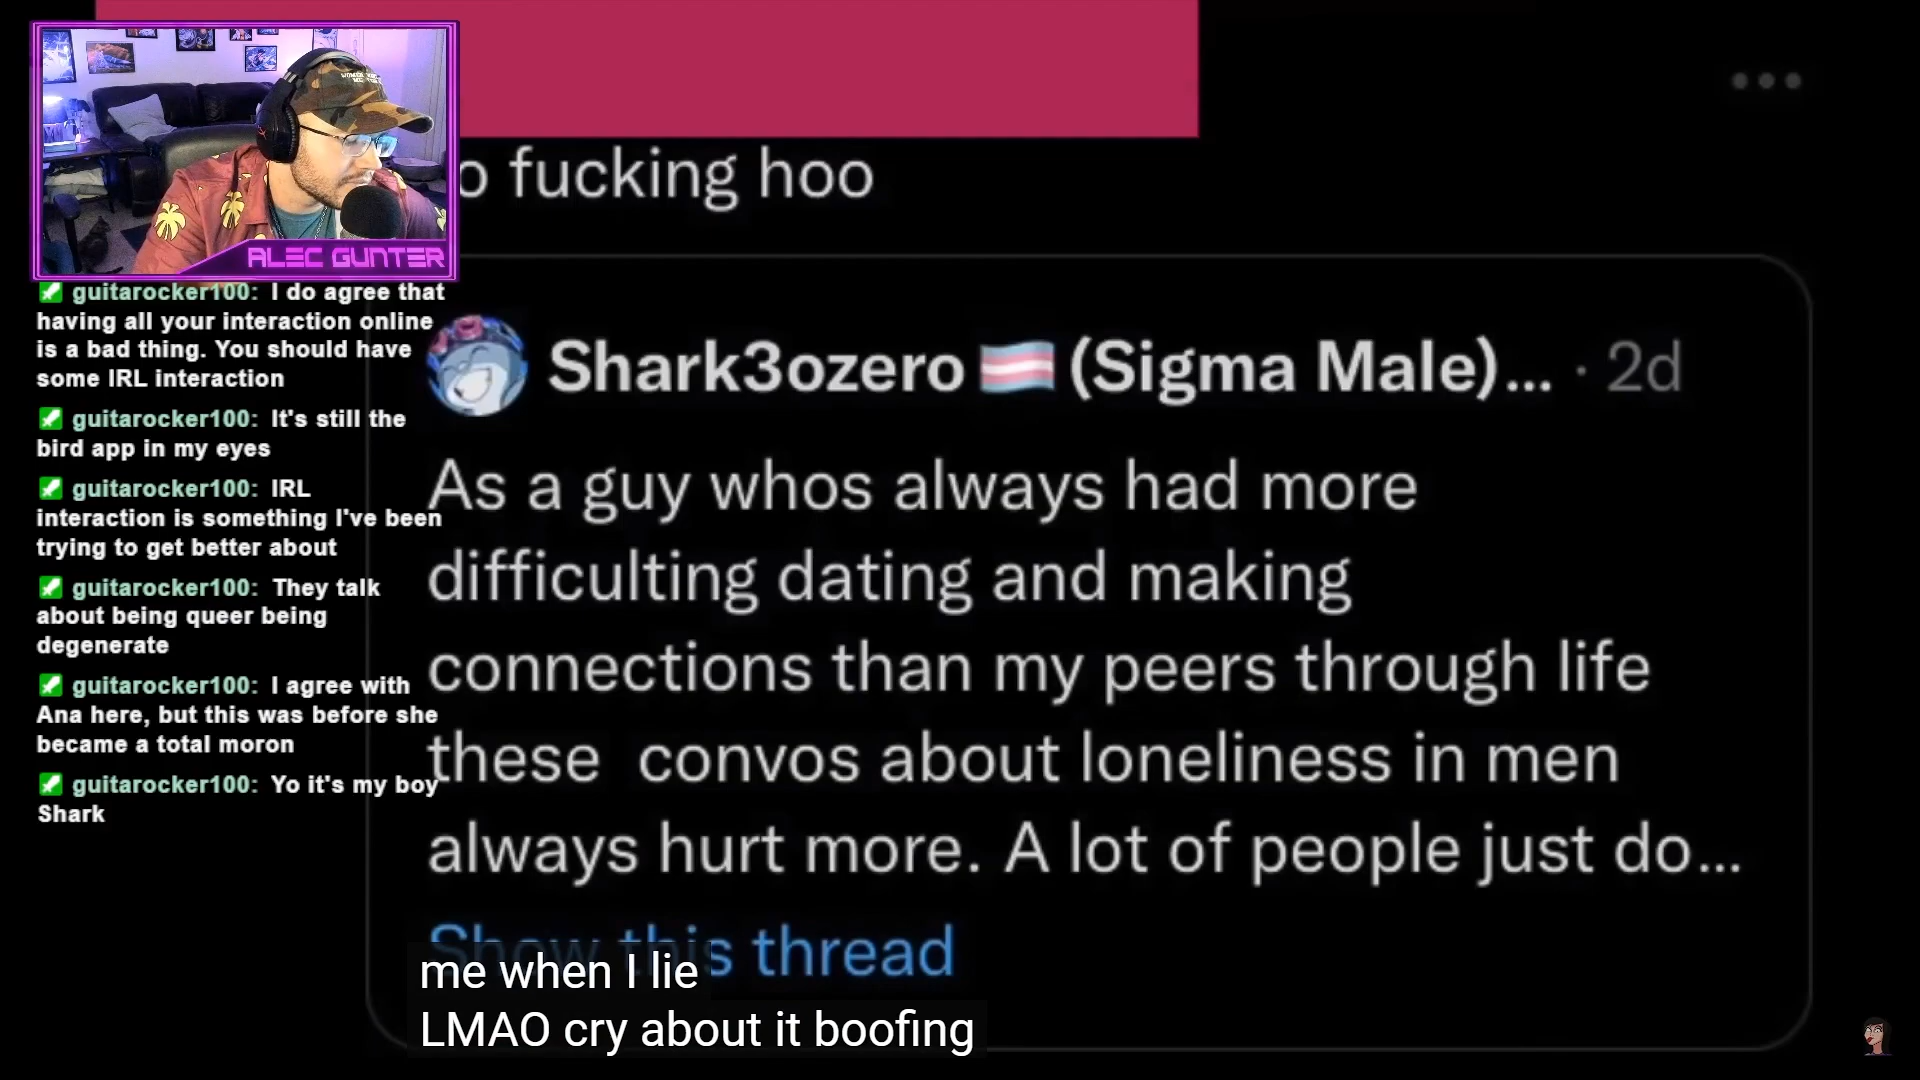 ALEC GUNTER
o fucking hoo
guitarocker100: I do agree that
having all your interaction online
is a bad thing. You should have
some IRL interaction
guitarocker100: It's still the
bird app in my eyes
guitarocker100: IRL
interaction is something I've been
trying to get better about
guitarocker100: They talk
about being queer being
degenerate
guitarocker100: I agree with
Ana here, but this was before she
became a total moron
guitarocker100: Yo it's my boy
Shark
Shark3ozero (Sigma Male)... · 2d
As a guy whos always had more
difficulting dating and making
connections than my peers through life
these convos about loneliness in men
always hurt more. A lot of people just do...
Show this thread
me when I lie
LMAO cry about it boofing